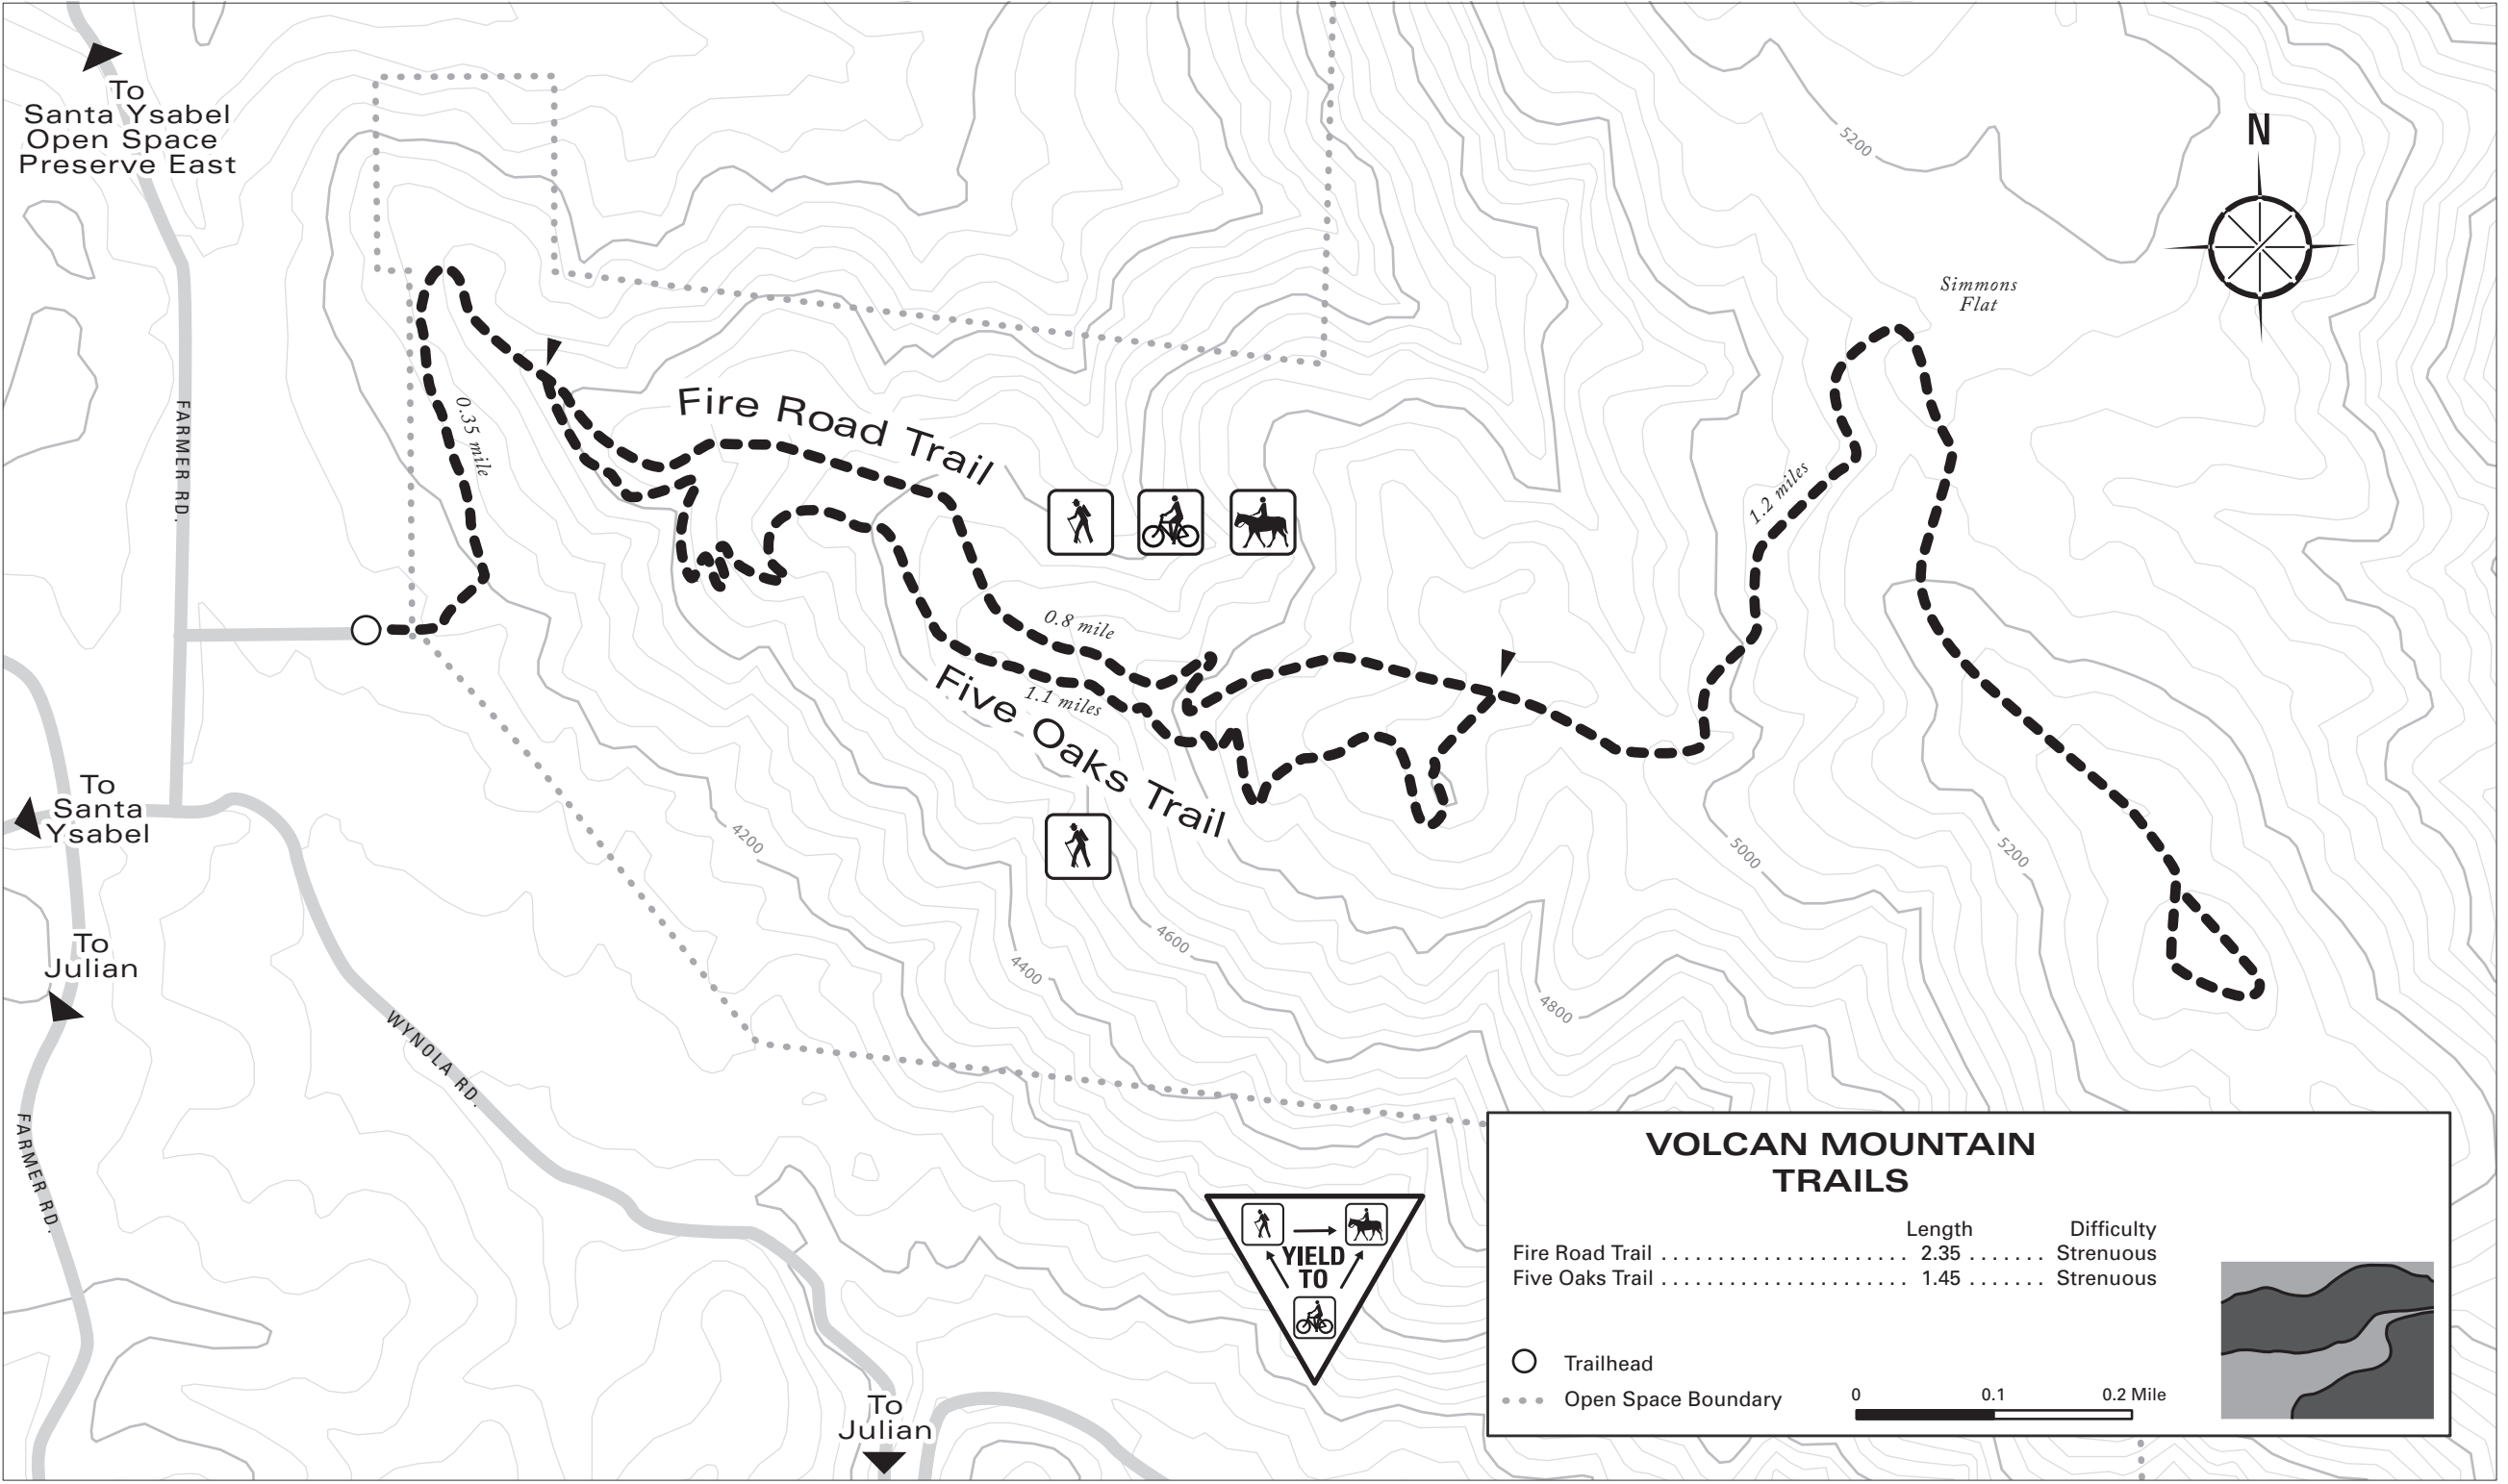 To
Santa Ysabel
Open Space
Preserve East
5200
N
Simmons
Flat
FARMER RD.
0.35 mile
Fire Road Trail
1.2 miles
0.8 mile
Five Oaks Trail
1.1 miles
To
Santa
Ysabel
4200
5000
5200
4600
4400
4800
To
Julian
WYNOLA RD.
FARMER RD.
VOLCAN MOUNTAIN
TRAILS
Length Difficulty
Fire Road Trail . . . . . . . . . . . . . . . . . . . . . . 2.35 . . . . . . . Strenuous
Five Oaks Trail . . . . . . . . . . . . . . . . . . . . . . 1.45 . . . . . . . Strenuous
YIELD
TO
Trailhead
Open Space Boundary
0 0.1 0.2 Mile
To
Julian